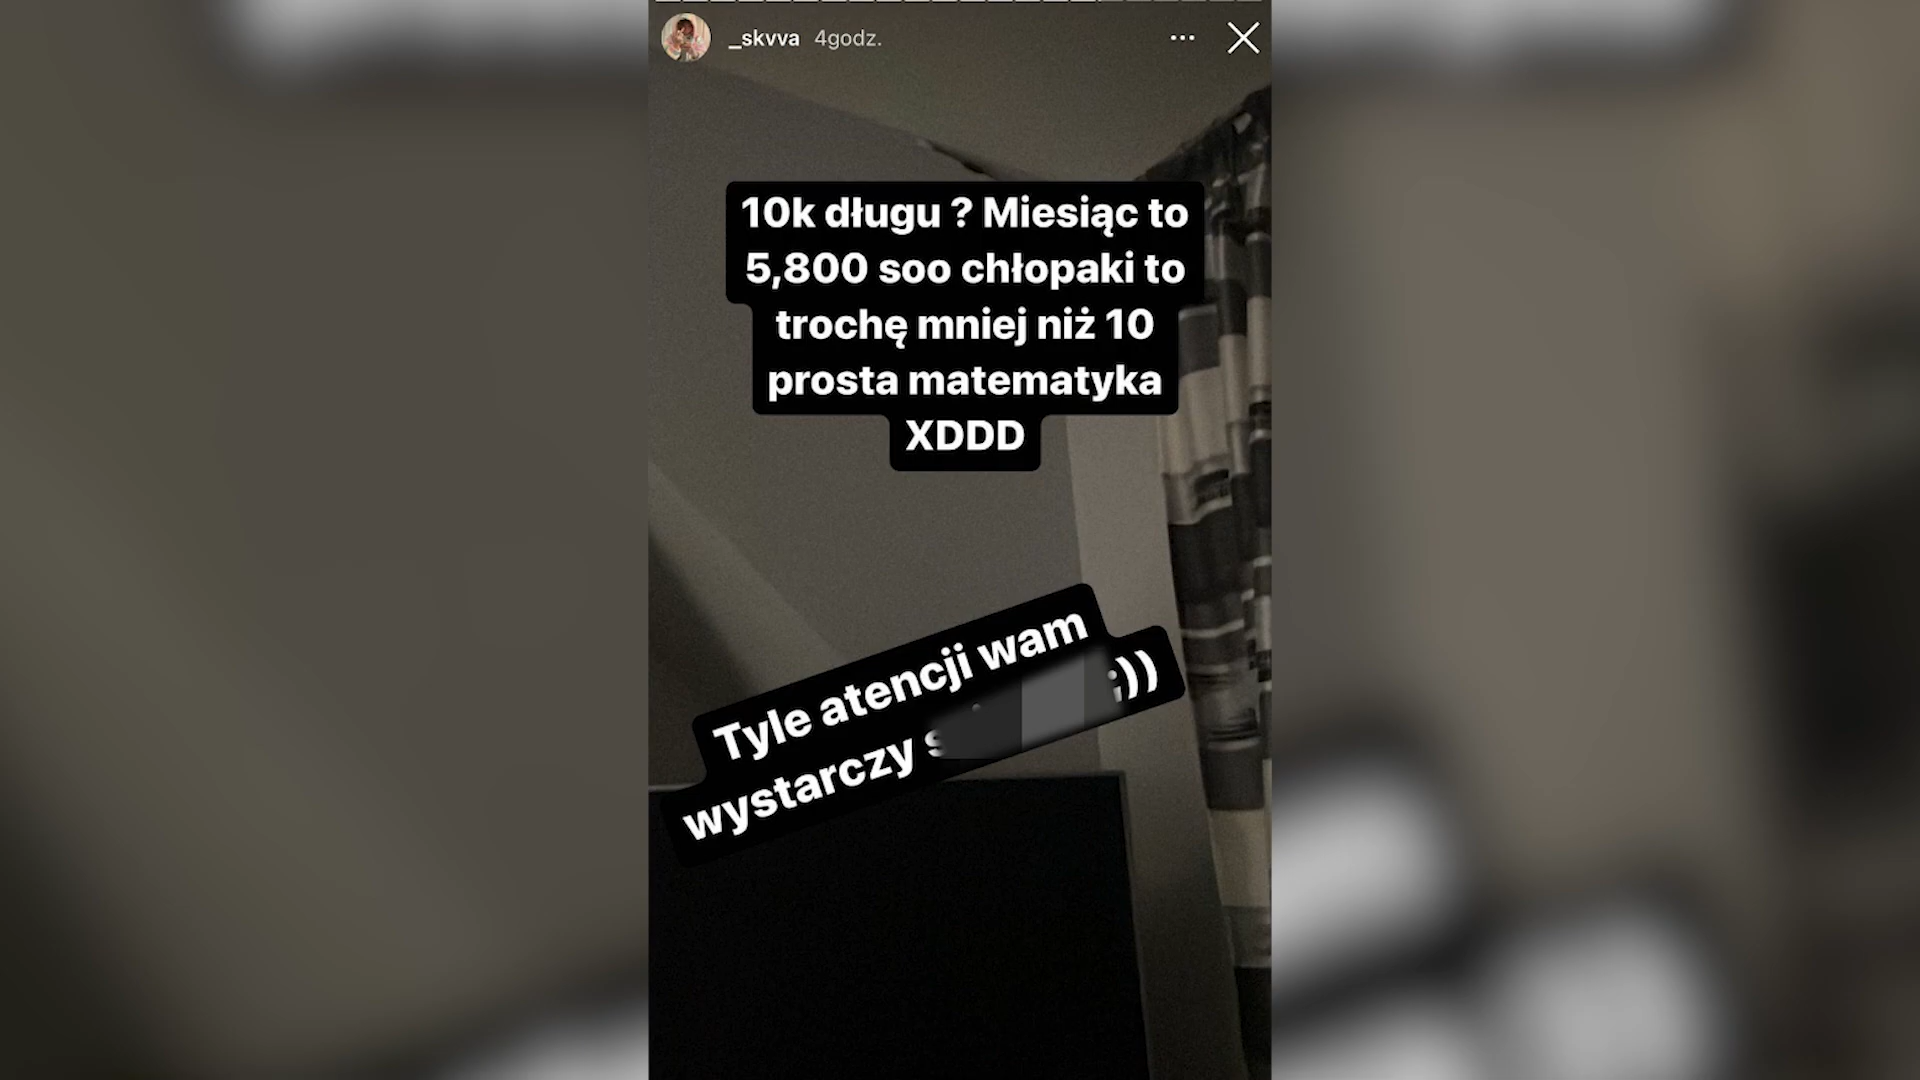 _skvva 4godz.
10k długu ? Miesiąc to
5,800 soo chłopaki to
trochę mniej niż 10
prosta matematyka
XDDD
Tyle atencji wam
wystarczy ;))